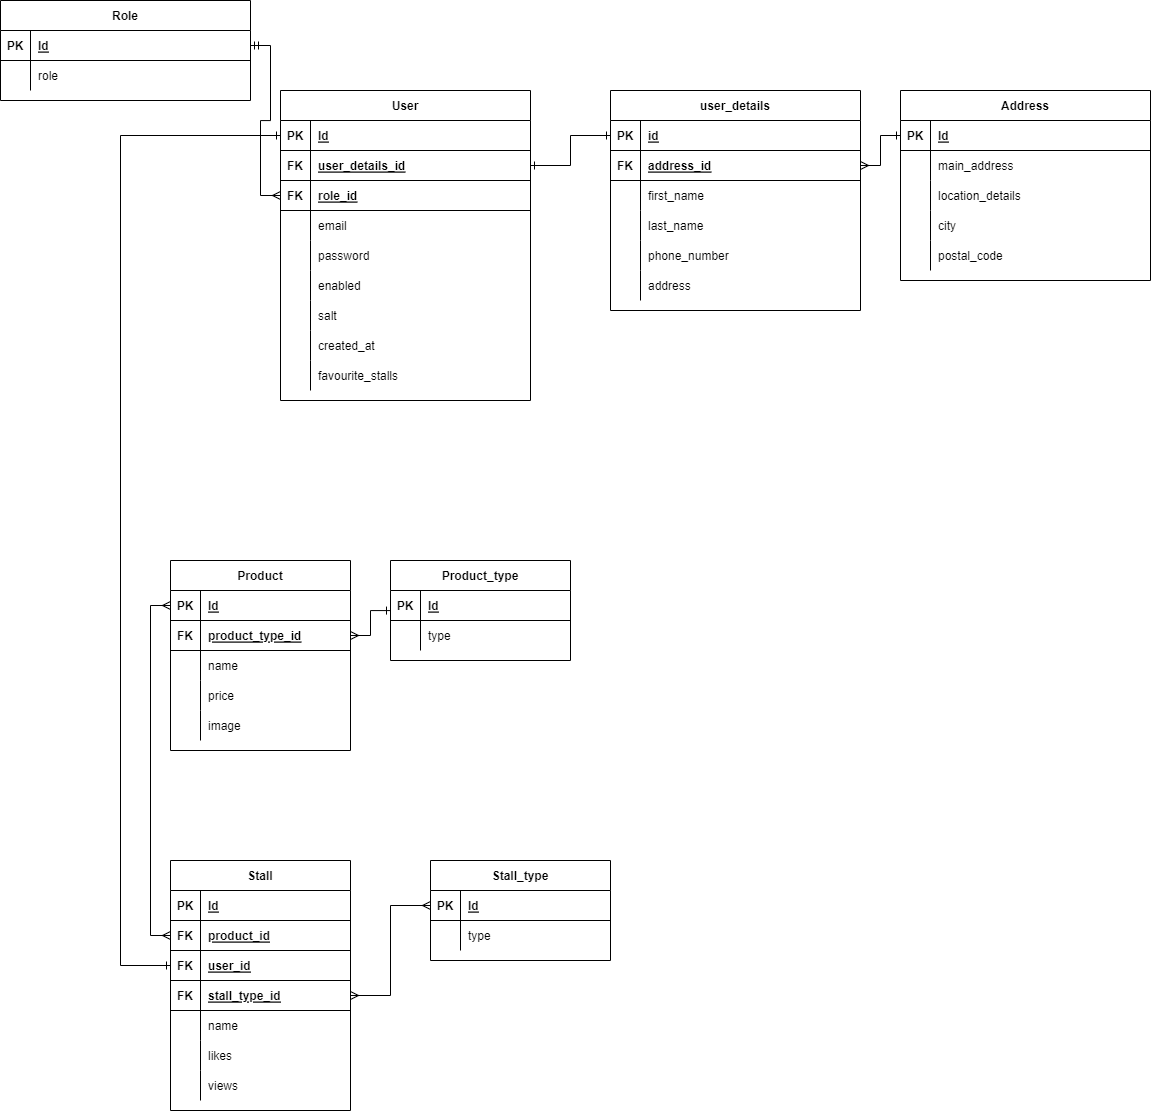 Role
PK Id
role
User
PK Id
FK user_details_id
FK role_id
email
password
enabled
salt
created_at
favourite_stalls
user_details
PK id
FK address_id
first_name
last_name
phone_number
address
Address
PK Id
main_address
location_details
city
postal_code
Product
PK Id
FK product_type_id
name
price
image
Product_type
PK Id
type
Stall
PK Id
FK product_id
FK user_id
FK stall_type_id
name
likes
views
Stall_type
PK Id
type